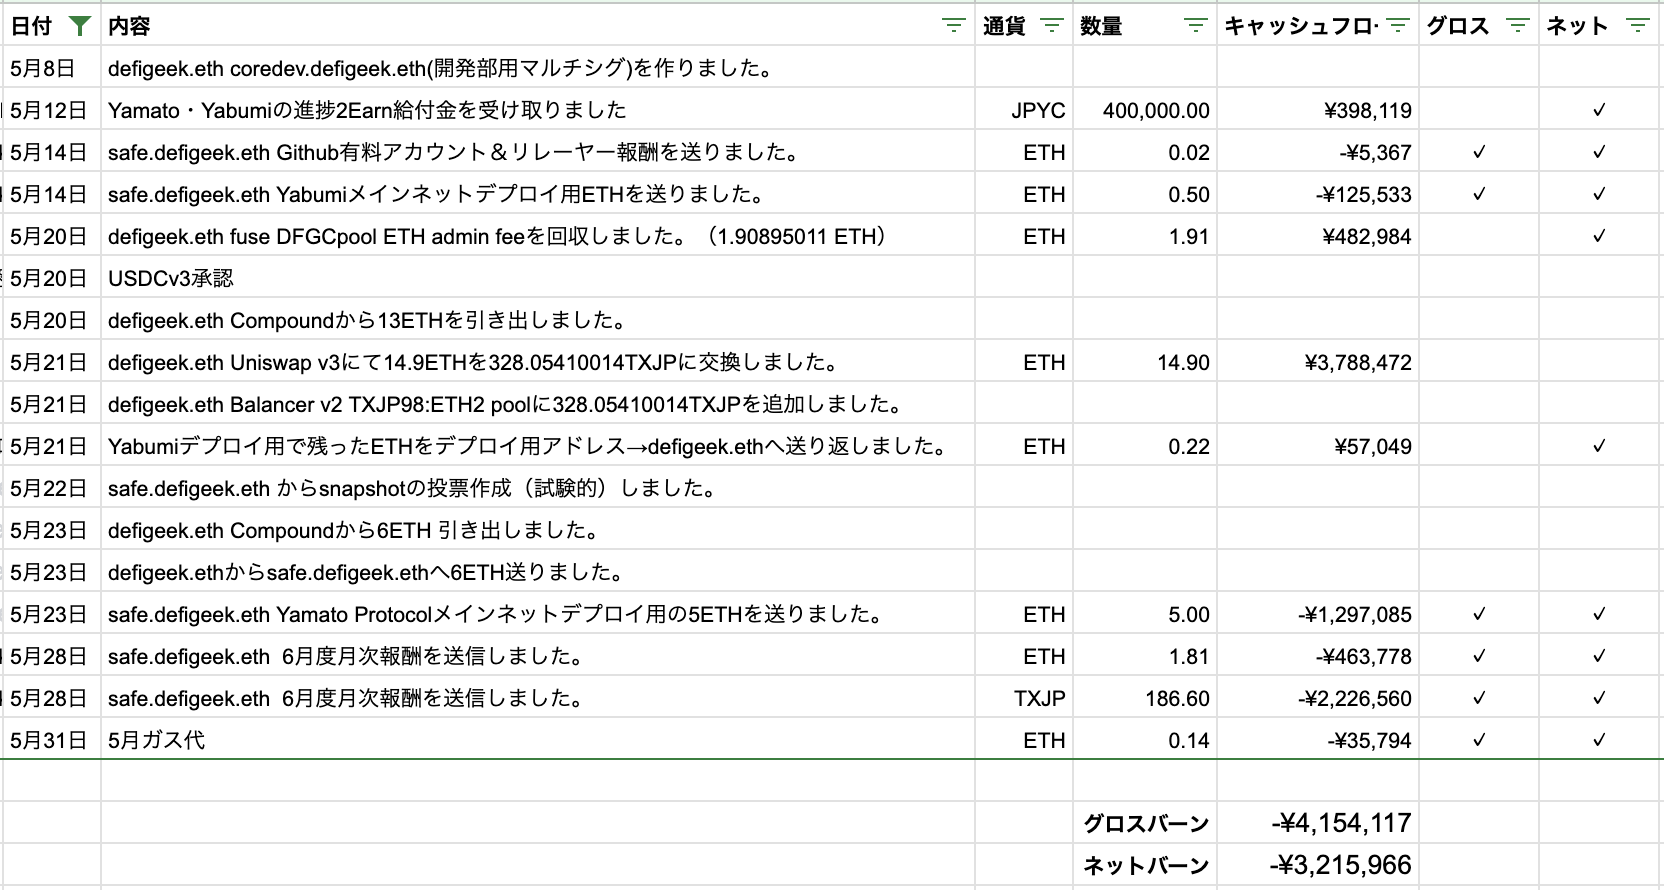 日付 内容 通貨 数量 キャッシュフロ グロス ネット
5月8日 defigeek.eth coredev.defigeek.eth(開発部用マルチシグ)を作りました。
5月12日 Yamato・Yabumiの進捗2Earn給付金を受け取りました JPYC 400,000.00 ¥398,119 ✓
5月14日 safe.defigeek.eth Github有料アカウント＆リレーヤー報酬を送りました。 ETH 0.02 -¥5,367 ✓ ✓
5月14日 safe.defigeek.eth Yabumiメインネットデプロイ用ETHを送りました。 ETH 0.50 -¥125,533 ✓ ✓
5月20日 defigeek.eth fuse DFGCpool ETH admin feeを回収しました。（1.90895011 ETH） ETH 1.91 ¥482,984 ✓
5月20日 USDCv3承認
5月20日 defigeek.eth Compoundから13ETHを引き出しました。
5月21日 defigeek.eth Uniswap v3にて14.9ETHを328.05410014TXJPに交換しました。 ETH 14.90 ¥3,788,472
5月21日 defigeek.eth Balancer v2 TXJP98:ETH2 poolに328.05410014TXJPを追加しました。
5月21日 Yabumiデプロイ用で残ったETHをデプロイ用アドレス→defigeek.ethへ送り返しました。 ETH 0.22 ¥57,049 ✓
5月22日 safe.defigeek.eth からsnapshotの投票作成（試験的）しました。
5月23日 defigeek.eth Compoundから6ETH 引き出しました。
5月23日 defigeek.ethからsafe.defigeek.ethへ6ETH送りました。
5月23日 safe.defigeek.eth Yamato Protocolメインネットデプロイ用の5ETHを送りました。 ETH 5.00 -¥1,297,085 ✓ ✓
5月28日 safe.defigeek.eth 6月度月次報酬を送信しました。 ETH 1.81 -¥463,778 ✓ ✓
5月28日 safe.defigeek.eth 6月度月次報酬を送信しました。 TXJP 186.60 -¥2,226,560 ✓ ✓
5月31日 5月ガス代 ETH 0.14 -¥35,794 ✓ ✓
グロスバーン -¥4,154,117
ネットバーン -¥3,215,966